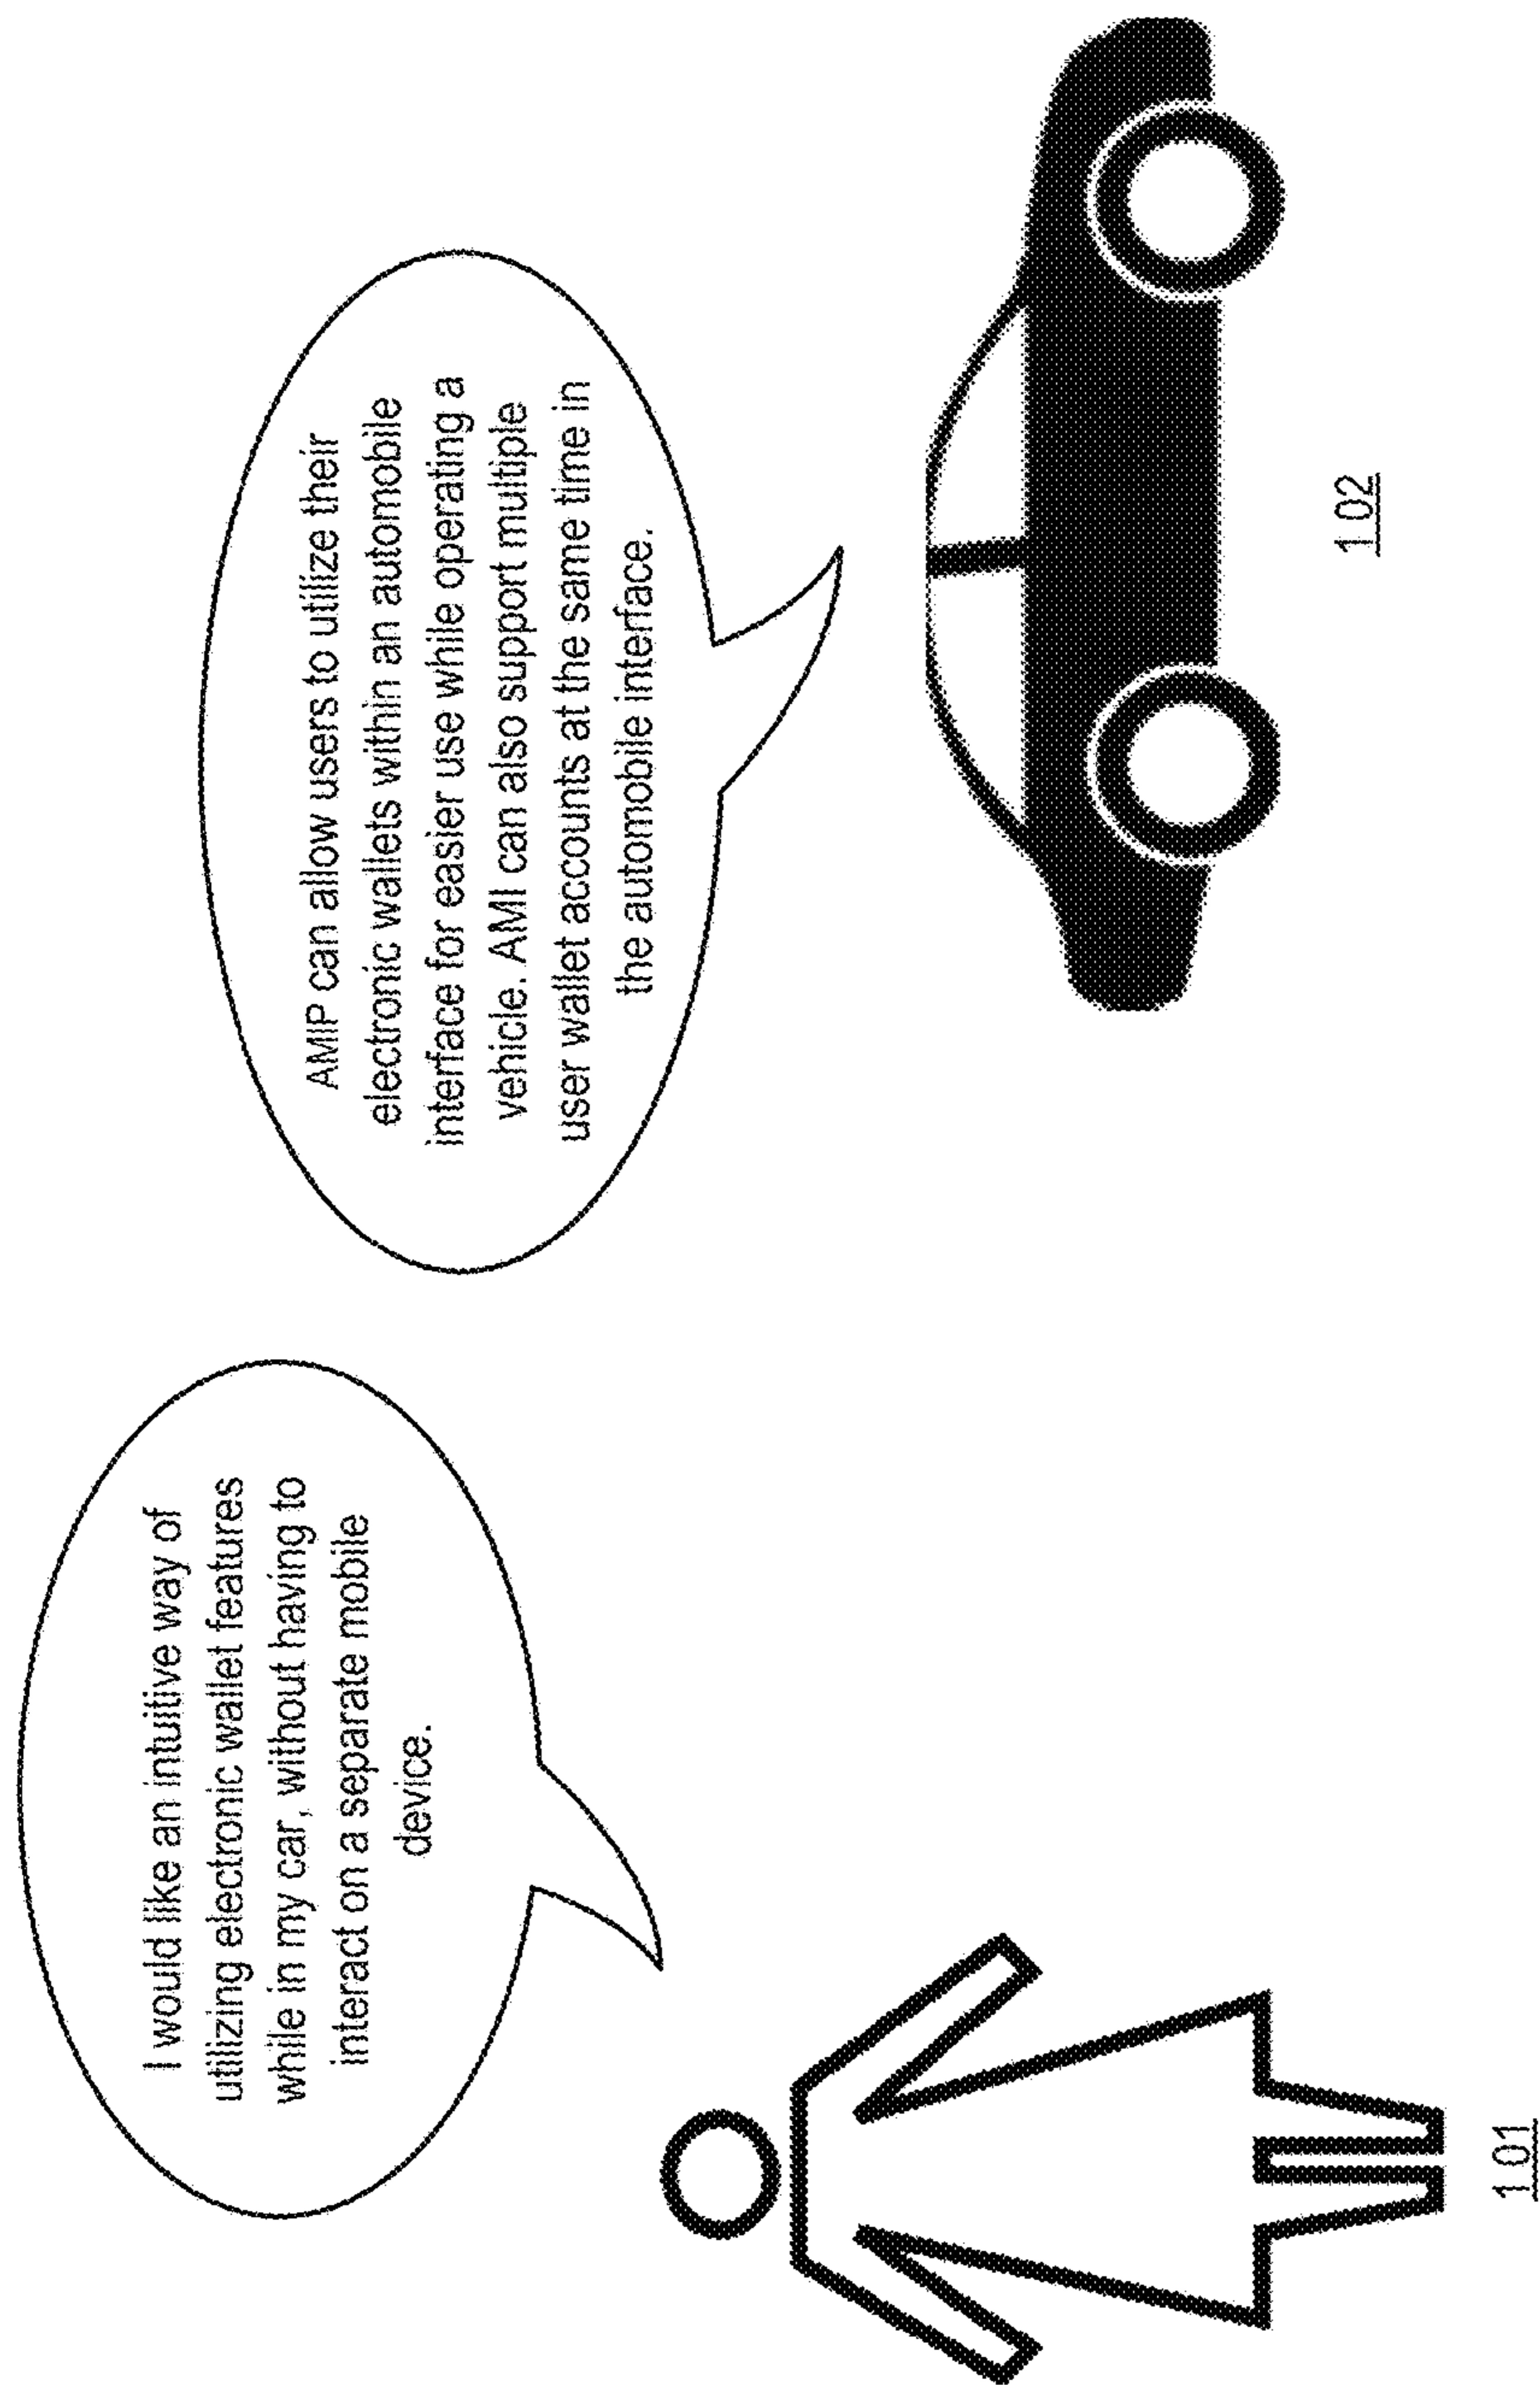 I would like an intuitive way of
utilizing electronic wallet features
while in my car, without having to
interact on a separate mobile
device.
101
AMIP can allow users to utilize their
electronic wallets within an automobile
interface for easier use while operating a
vehicle. AMI can also support multiple
user wallet accounts at the same time in
the automobile interface.
102